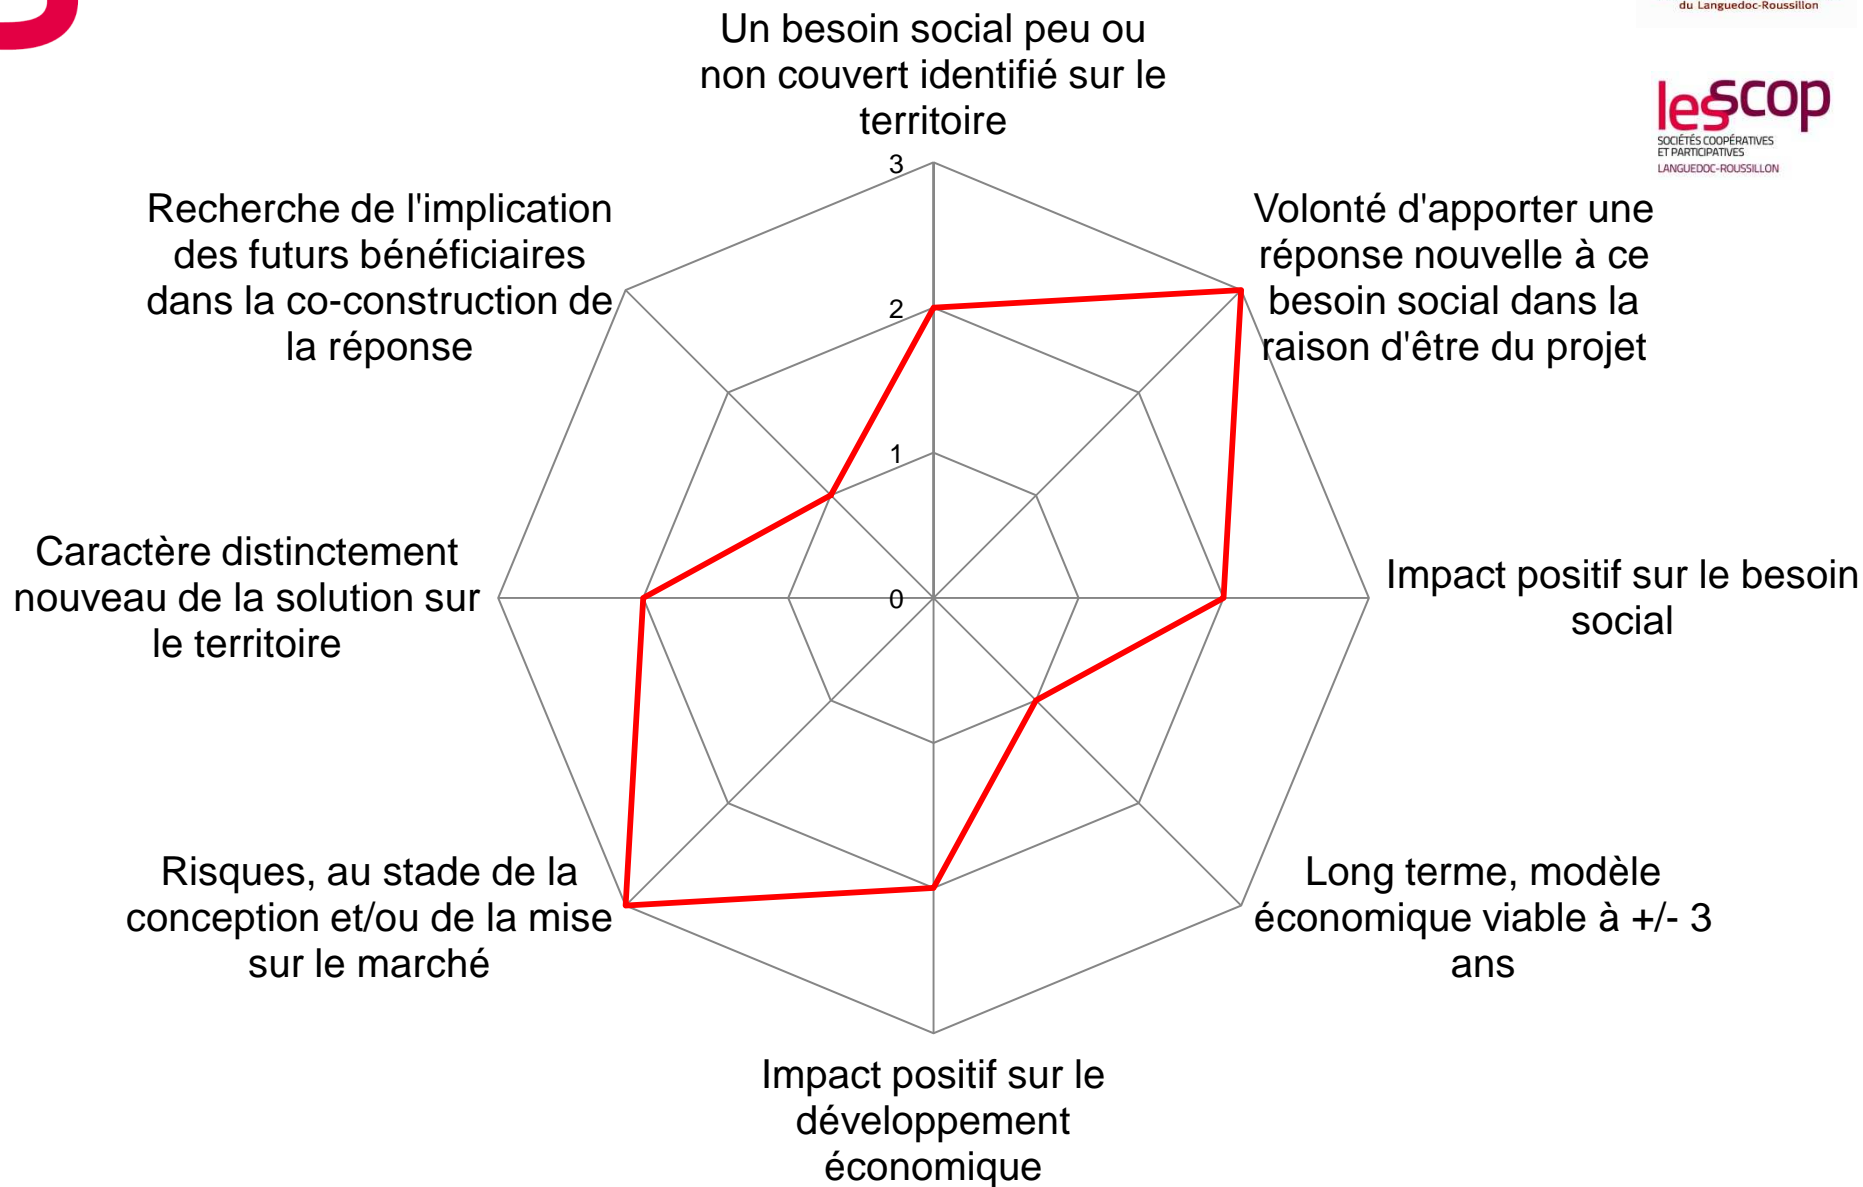 du Languedoc-Roussillon
Un besoin social peu ou
non couvert identifié sur le
territoire
lesscop
SOCIÉTÉS COOPÉRATIVES
ET PARTICIPATIVES
LANGUEDOC-ROUSSILLON
3
2
1
0
Recherche de l'implication
des futurs bénéficiaires
dans la co-construction de
la réponse
Volonté d'apporter une
réponse nouvelle à ce
besoin social dans la
raison d'être du projet
Caractère distinctement
nouveau de la solution sur
le territoire
Impact positif sur le besoin
social
Risques, au stade de la
conception et/ou de la mise
sur le marché
Long terme, modèle
économique viable à +/- 3
ans
Impact positif sur le
développement
économique